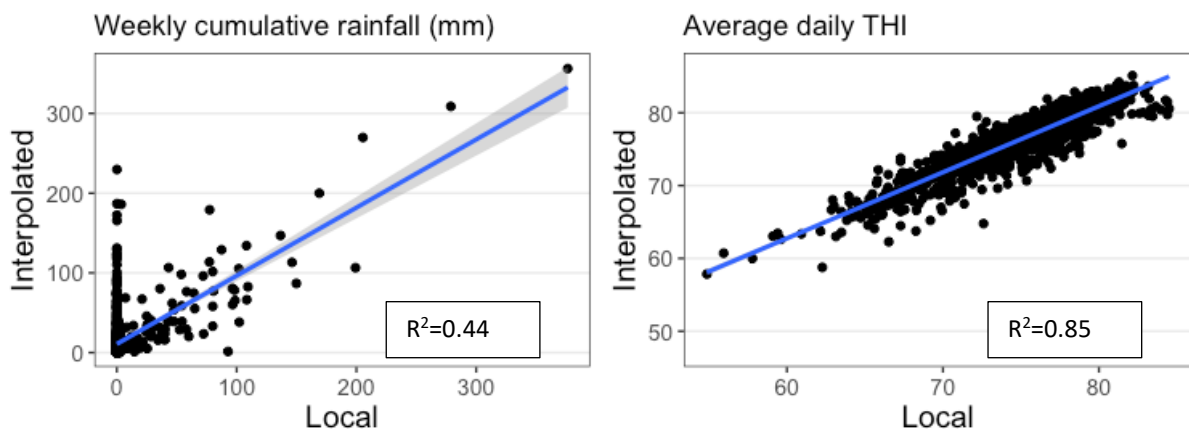 Weekly cumulative rainfall (mm)
Interpolated
300
200
100
0
R²=0.44
0 100 200 300
Local
Average daily THI
Interpolated
80
70
60
50
R²=0.85
60 70 80
Local